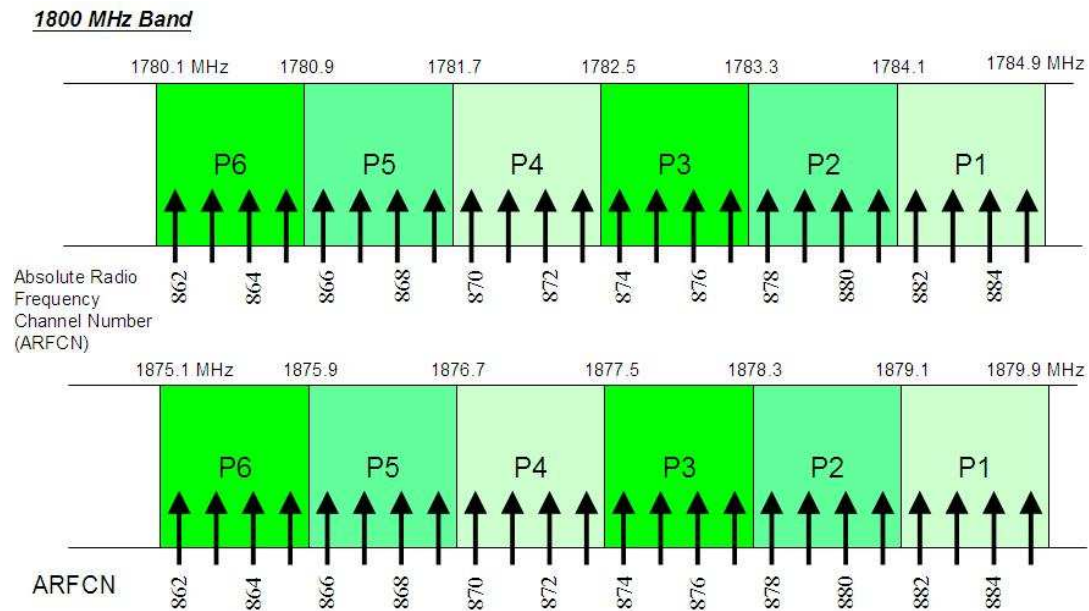 1800 MHz Band
1780.1 MHz 1780.9 1781.7 1782.5 1783.3 1784.1 1784.9 MHz
P6 P5 P4 P3 P2 P1
862 864 866 868 870 872 874 876 878 880 882 884
Absolute Radio
Frequency
Channel Number
(ARFCN)
1875.1 MHz 1875.9 1876.7 1877.5 1878.3 1879.1 1879.9 MHz
P6 P5 P4 P3 P2 P1
ARFCN 862 864 866 868 870 872 874 876 878 880 882 884